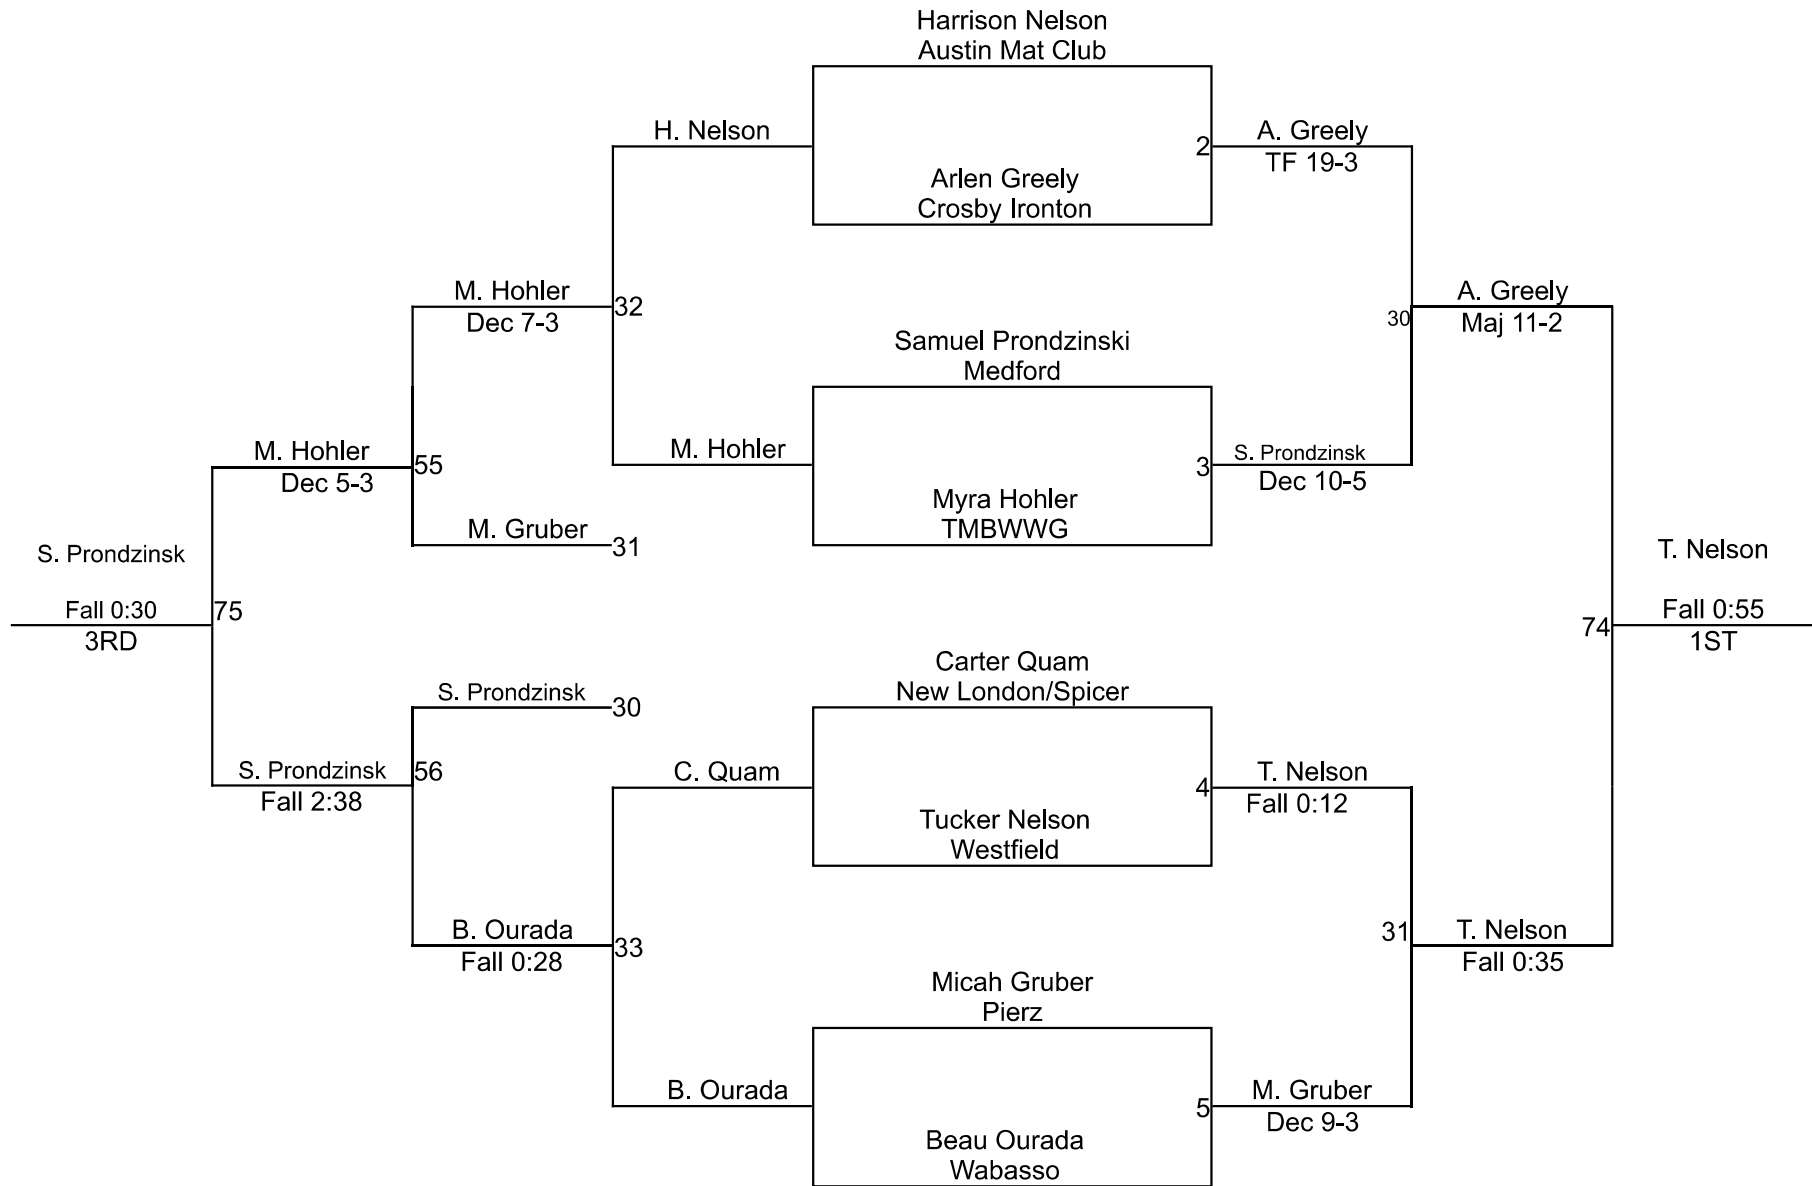 Harrison Nelson
Austin Mat Club
H. Nelson
2
A. Greely
TF 19-3
Arlen Greely
Crosby Ironton
M. Hohler
Dec 7-3
32
A. Greely
Maj 11-2
30
Samuel Prondzinski
Medford
M. Hohler
Dec 5-3
55
M. Hohler
3
S. Prondzinsk
Dec 10-5
Myra Hohler
TMBWWG
M. Gruber
31
S. Prondzinsk
Fall 0:30
3RD
75
T. Nelson
Fall 0:55
1ST
74
Carter Quam
New London/Spicer
S. Prondzinsk
30
S. Prondzinsk
Fall 2:38
56
C. Quam
4
T. Nelson
Fall 0:12
Tucker Nelson
Westfield
B. Ourada
Fall 0:28
33
31
T. Nelson
Fall 0:35
Micah Gruber
Pierz
B. Ourada
5
M. Gruber
Dec 9-3
Beau Ourada
Wabasso